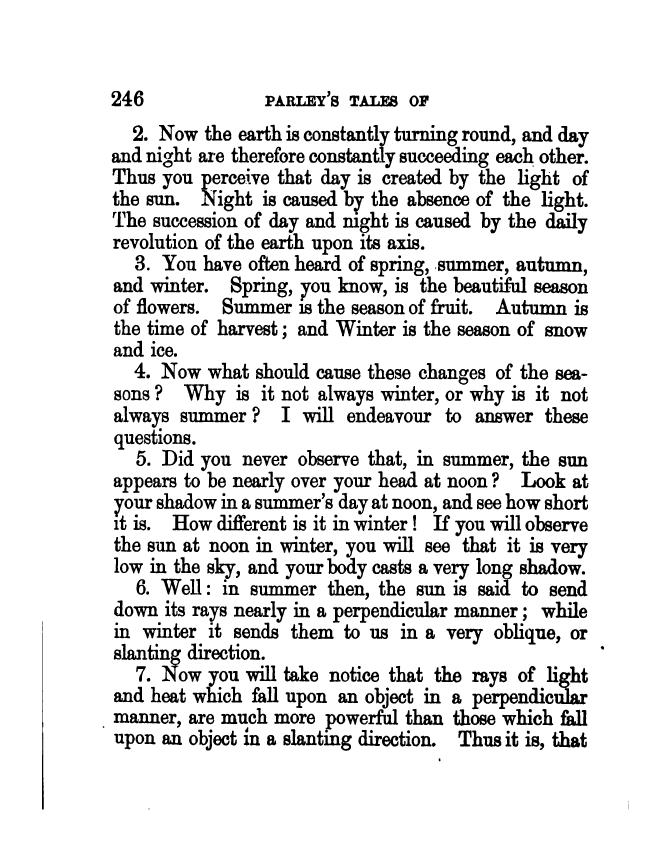 246 PARLEY'S TALES OF
2. Now the earth is constantly turning round, and day
and night are therefore constantly succeeding each other.
Thus you perceive that day is created by the light of
the sun. Night is caused by the absence of the light.
The succession of day and night is caused by the daily
revolution of the earth upon its axis.
3. You have often heard of spring, summer, autumn,
and winter. Spring, you know, is the beautiful season
of flowers. Summer is the season of fruit. Autumn is
the time of harvest; and Winter is the season of snow
and ice.
4. Now what should cause these changes of the sea-
sons? Why is it not always winter, or why is it not
always summer? I will endeavour to answer these
questions.
5. Did you never observe that, in summer, the sun
appears to be nearly over your head at noon? Look at
your shadow in a summer's day at noon, and see how short
it is. How different is it in winter! If you will observe
the sun at noon in winter, you will see that it is very
low in the sky, and your body casts a very long shadow.
6. Well: in summer then, the sun is said to send
down its rays nearly in a perpendicular manner; while
in winter it sends them to us in a very oblique, or
slanting direction.
7. Now you will take notice that the rays of light
and heat which fall upon an object in a perpendicular
manner, are much more powerful than those which fall
upon an object in a slanting direction. Thus it is, that